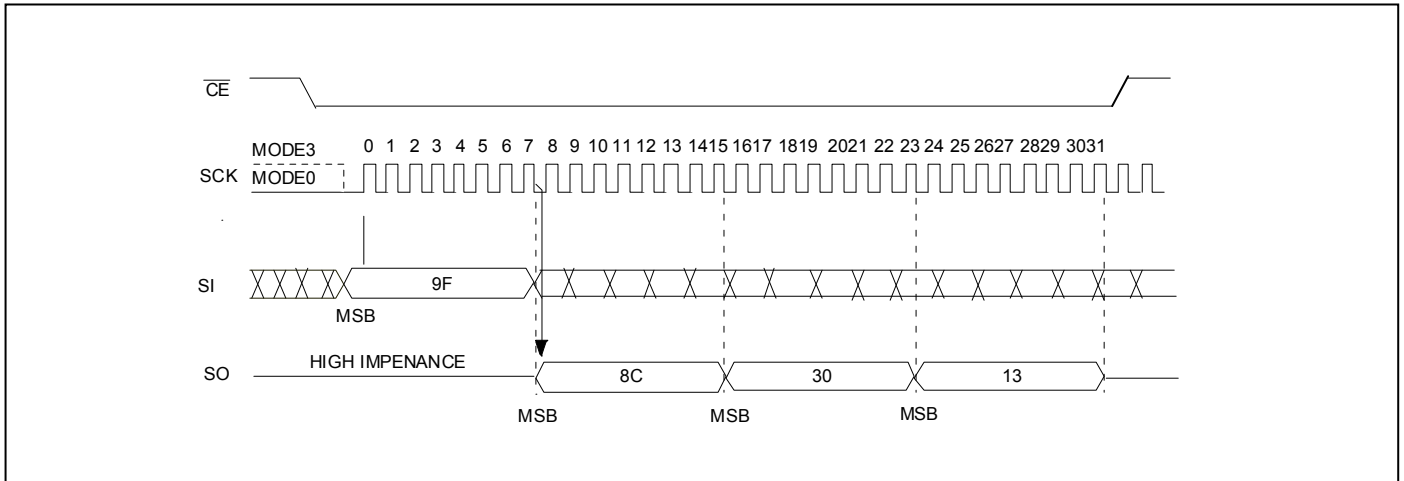 CE
MODE3
0 1 2 3 4 5 6 7 8 9 10 11 12 13 1415 1617 1819 2021 22 23 24 25 2627 2829 3031
SCK
MODE0
SI
9F
MSB
HIGH IMPENANCE
SO
8C
30
13
MSB
MSB
MSB